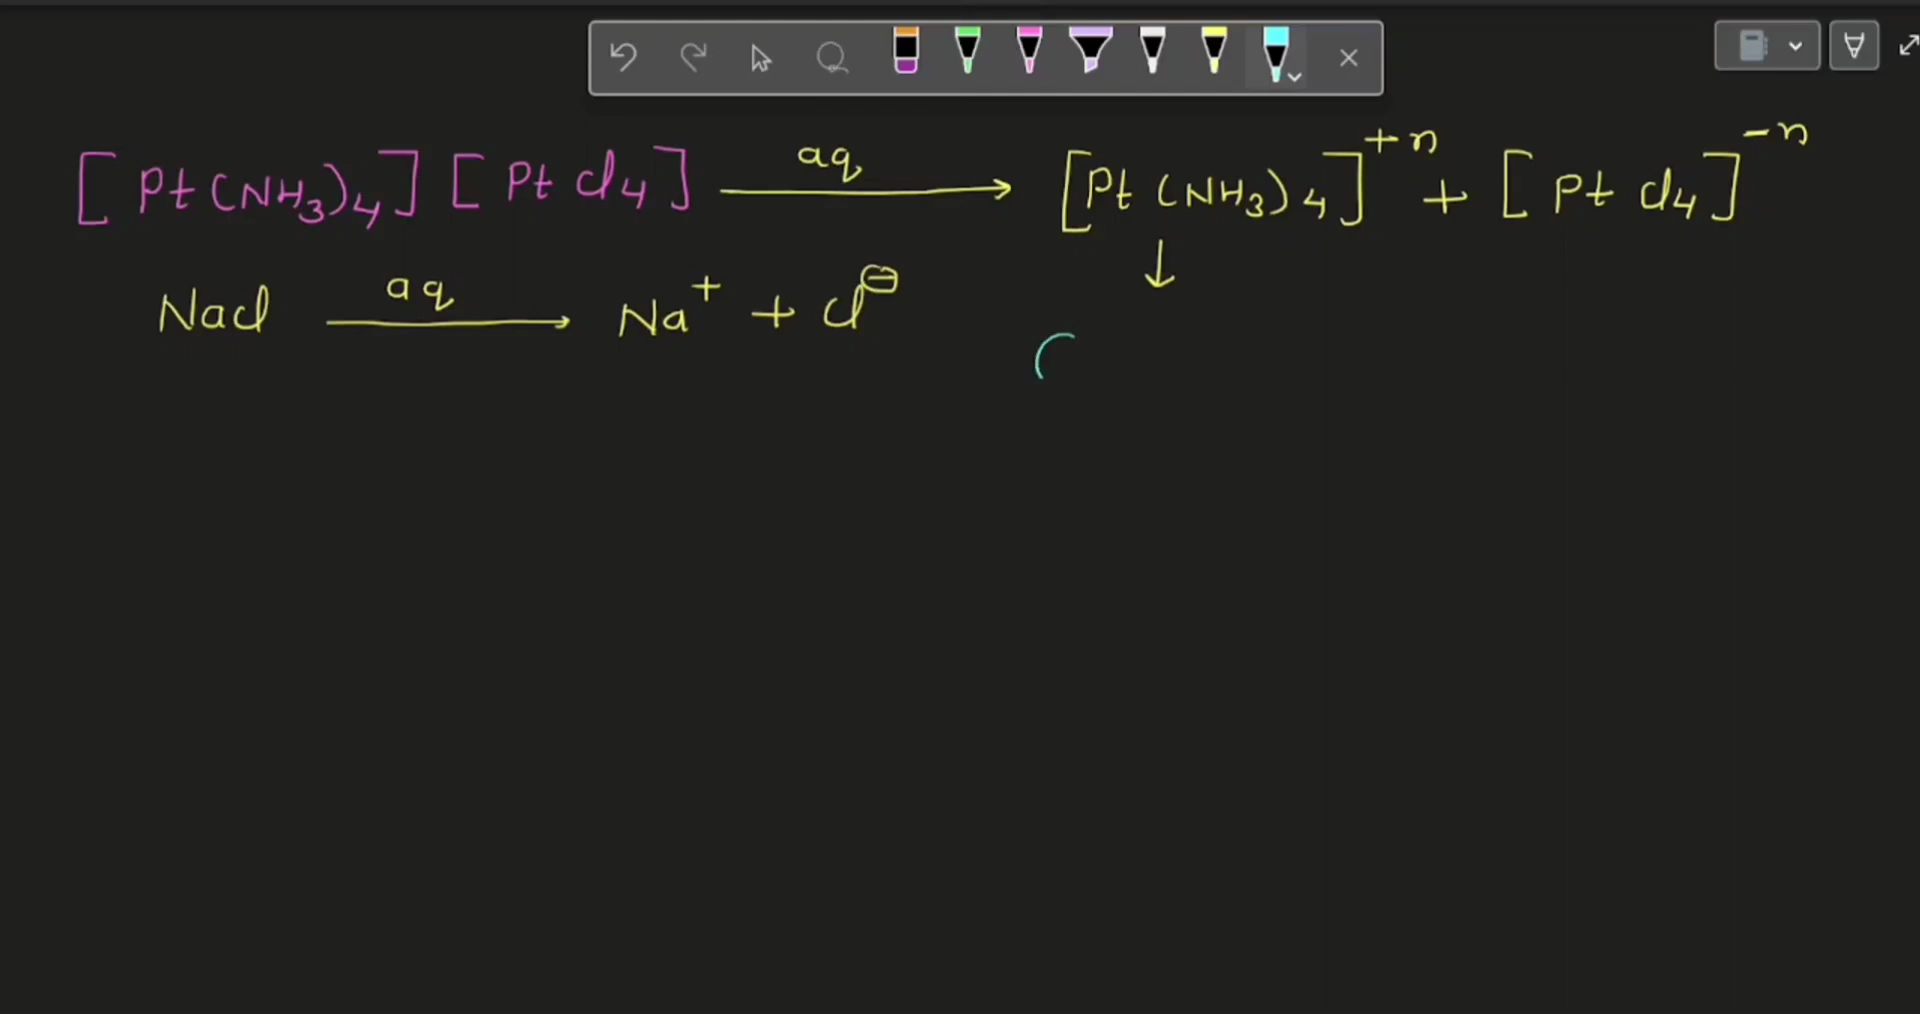 [Pt(NH₃)₄][PtCl₄] —aq→ [Pt(NH₃)₄]⁺ⁿ + [PtCl₄]⁻ⁿ
↓
NaCl —aq→ Na⁺ + Cl⊖
(